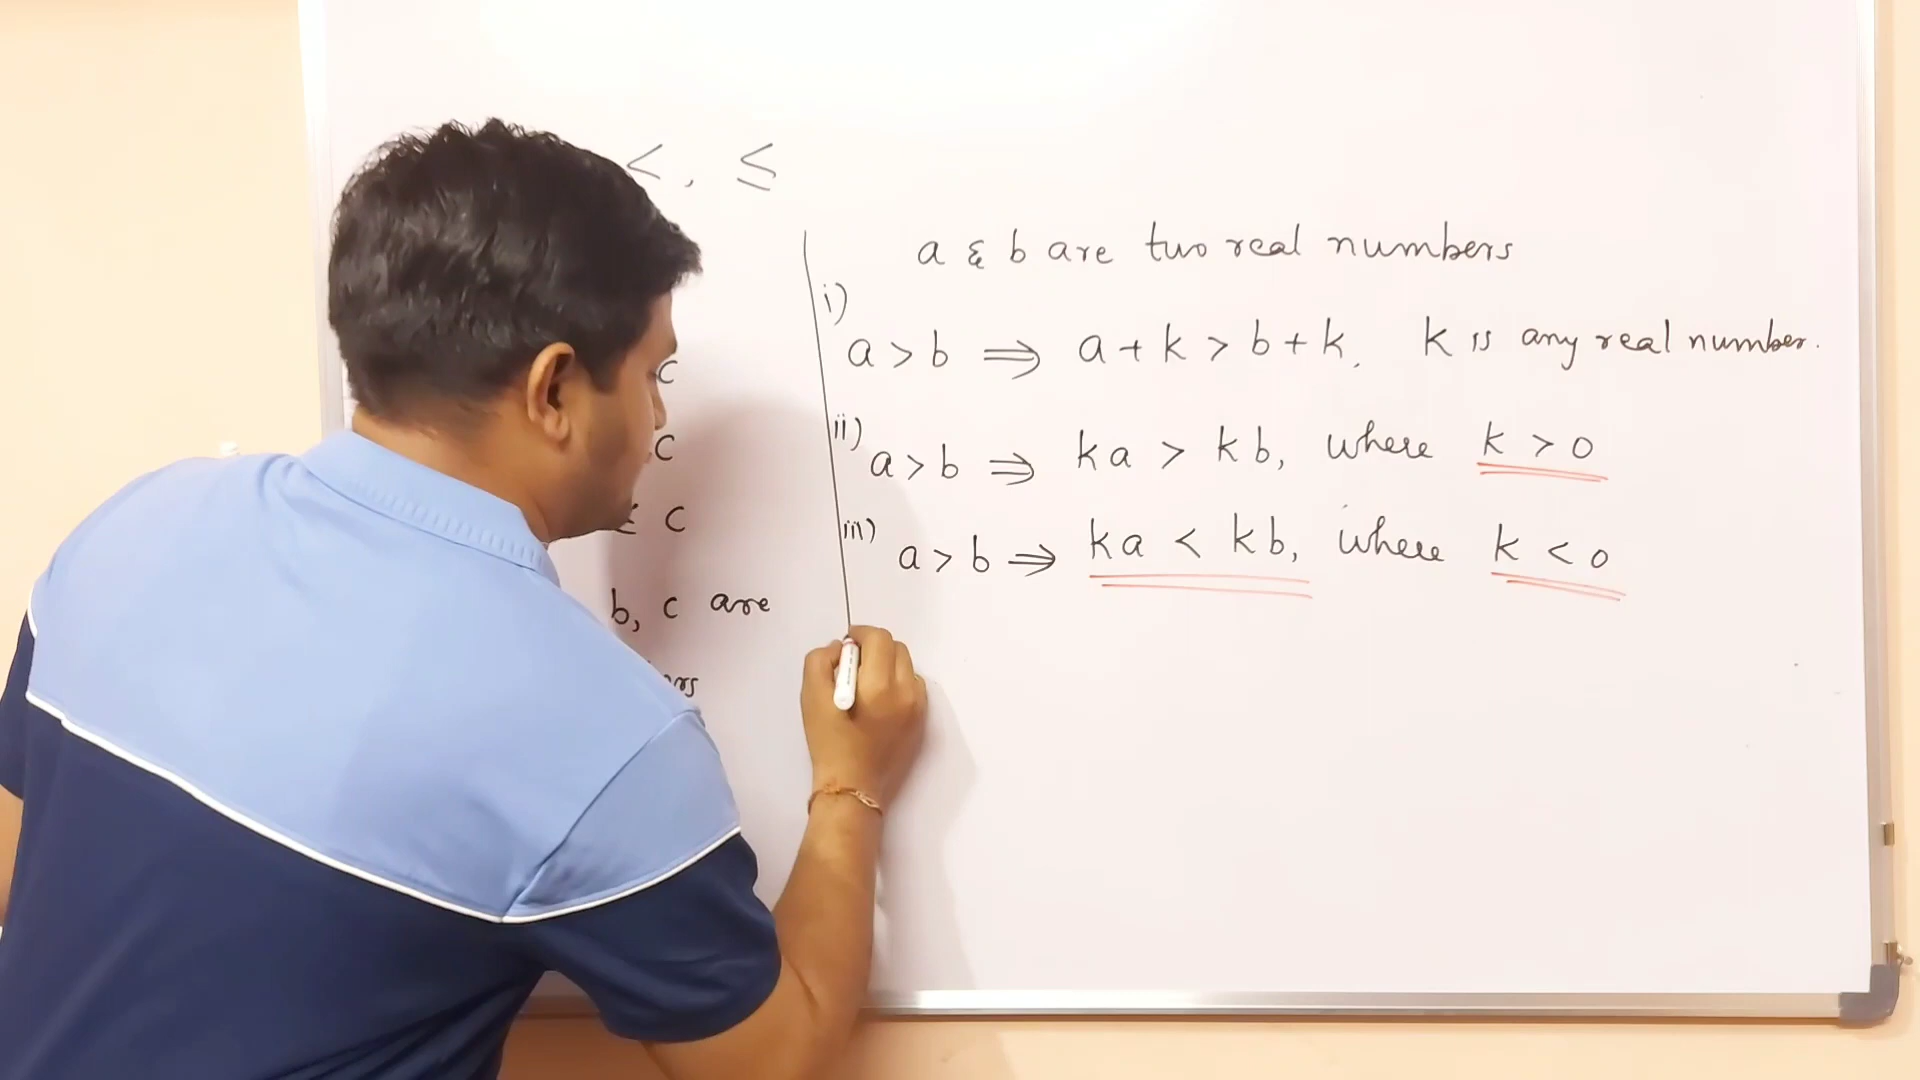 <, ≤
c
c
≤ c
b, c are
a & b are two real numbers
i)
a > b ⇒ a + k > b + k, k is any real number.
ii) a > b ⇒ ka > kb, where k > 0
iii) a > b ⇒ ka < kb, where k < 0